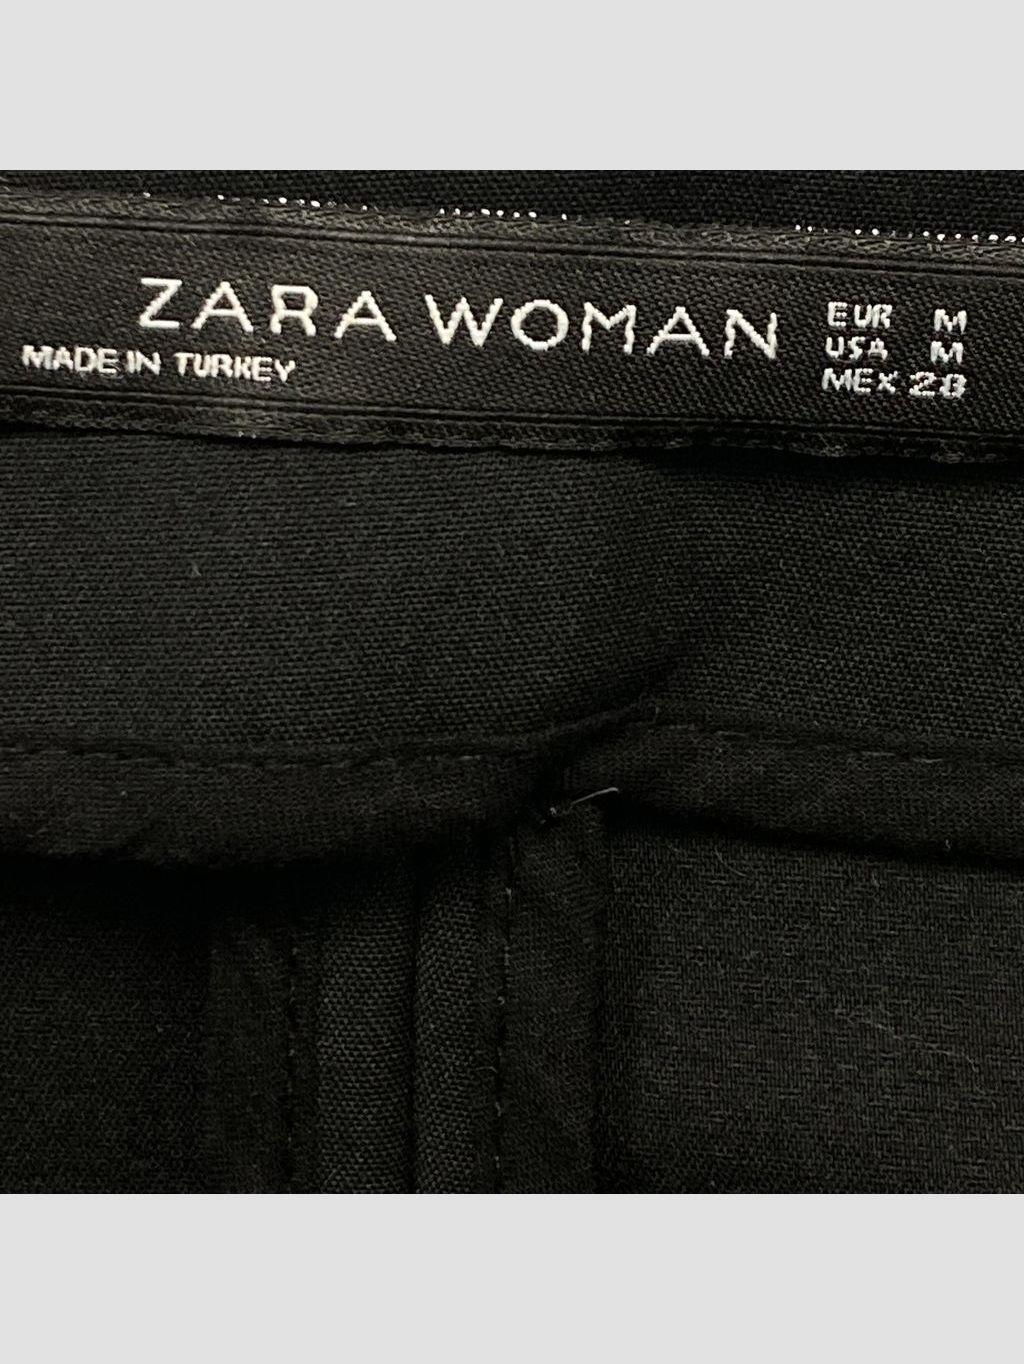 ZARA WOMAN
MADE IN TURKEY
EUR M
USA M
MEX 28